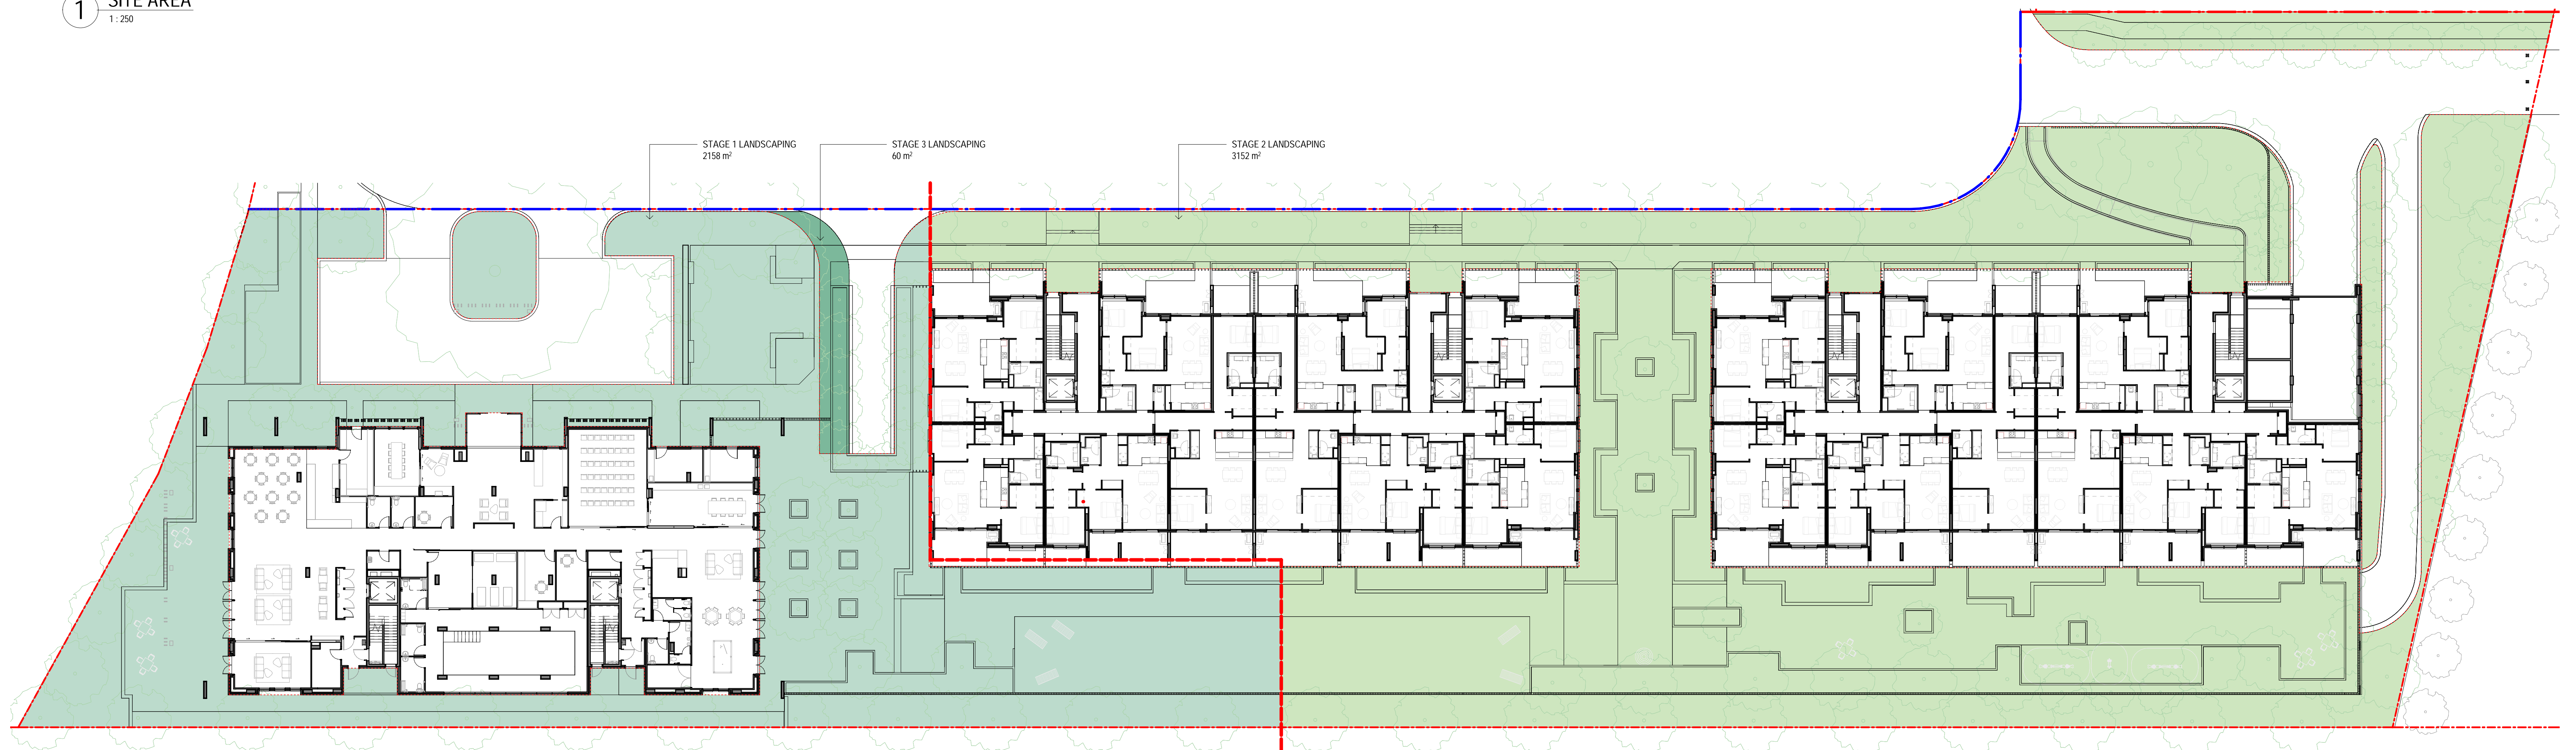 1 SITE AREA
1 : 250
STAGE 1 LANDSCAPING
2158 m²
STAGE 3 LANDSCAPING
60 m²
STAGE 2 LANDSCAPING
3152 m²